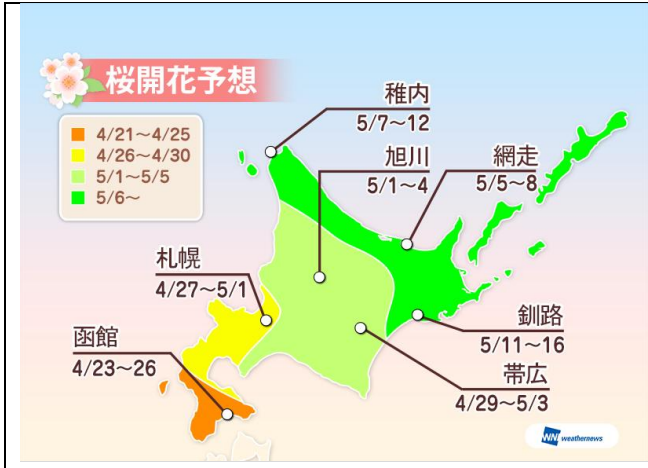 桜開花予想
4/21～4/25
4/26～4/30
5/1～5/5
5/6～
稚内
5/7～12
旭川
5/1～4
網走
5/5～8
札幌
4/27～5/1
函館
4/23～26
釧路
5/11～16
帯広
4/29～5/3
WNI weathernews